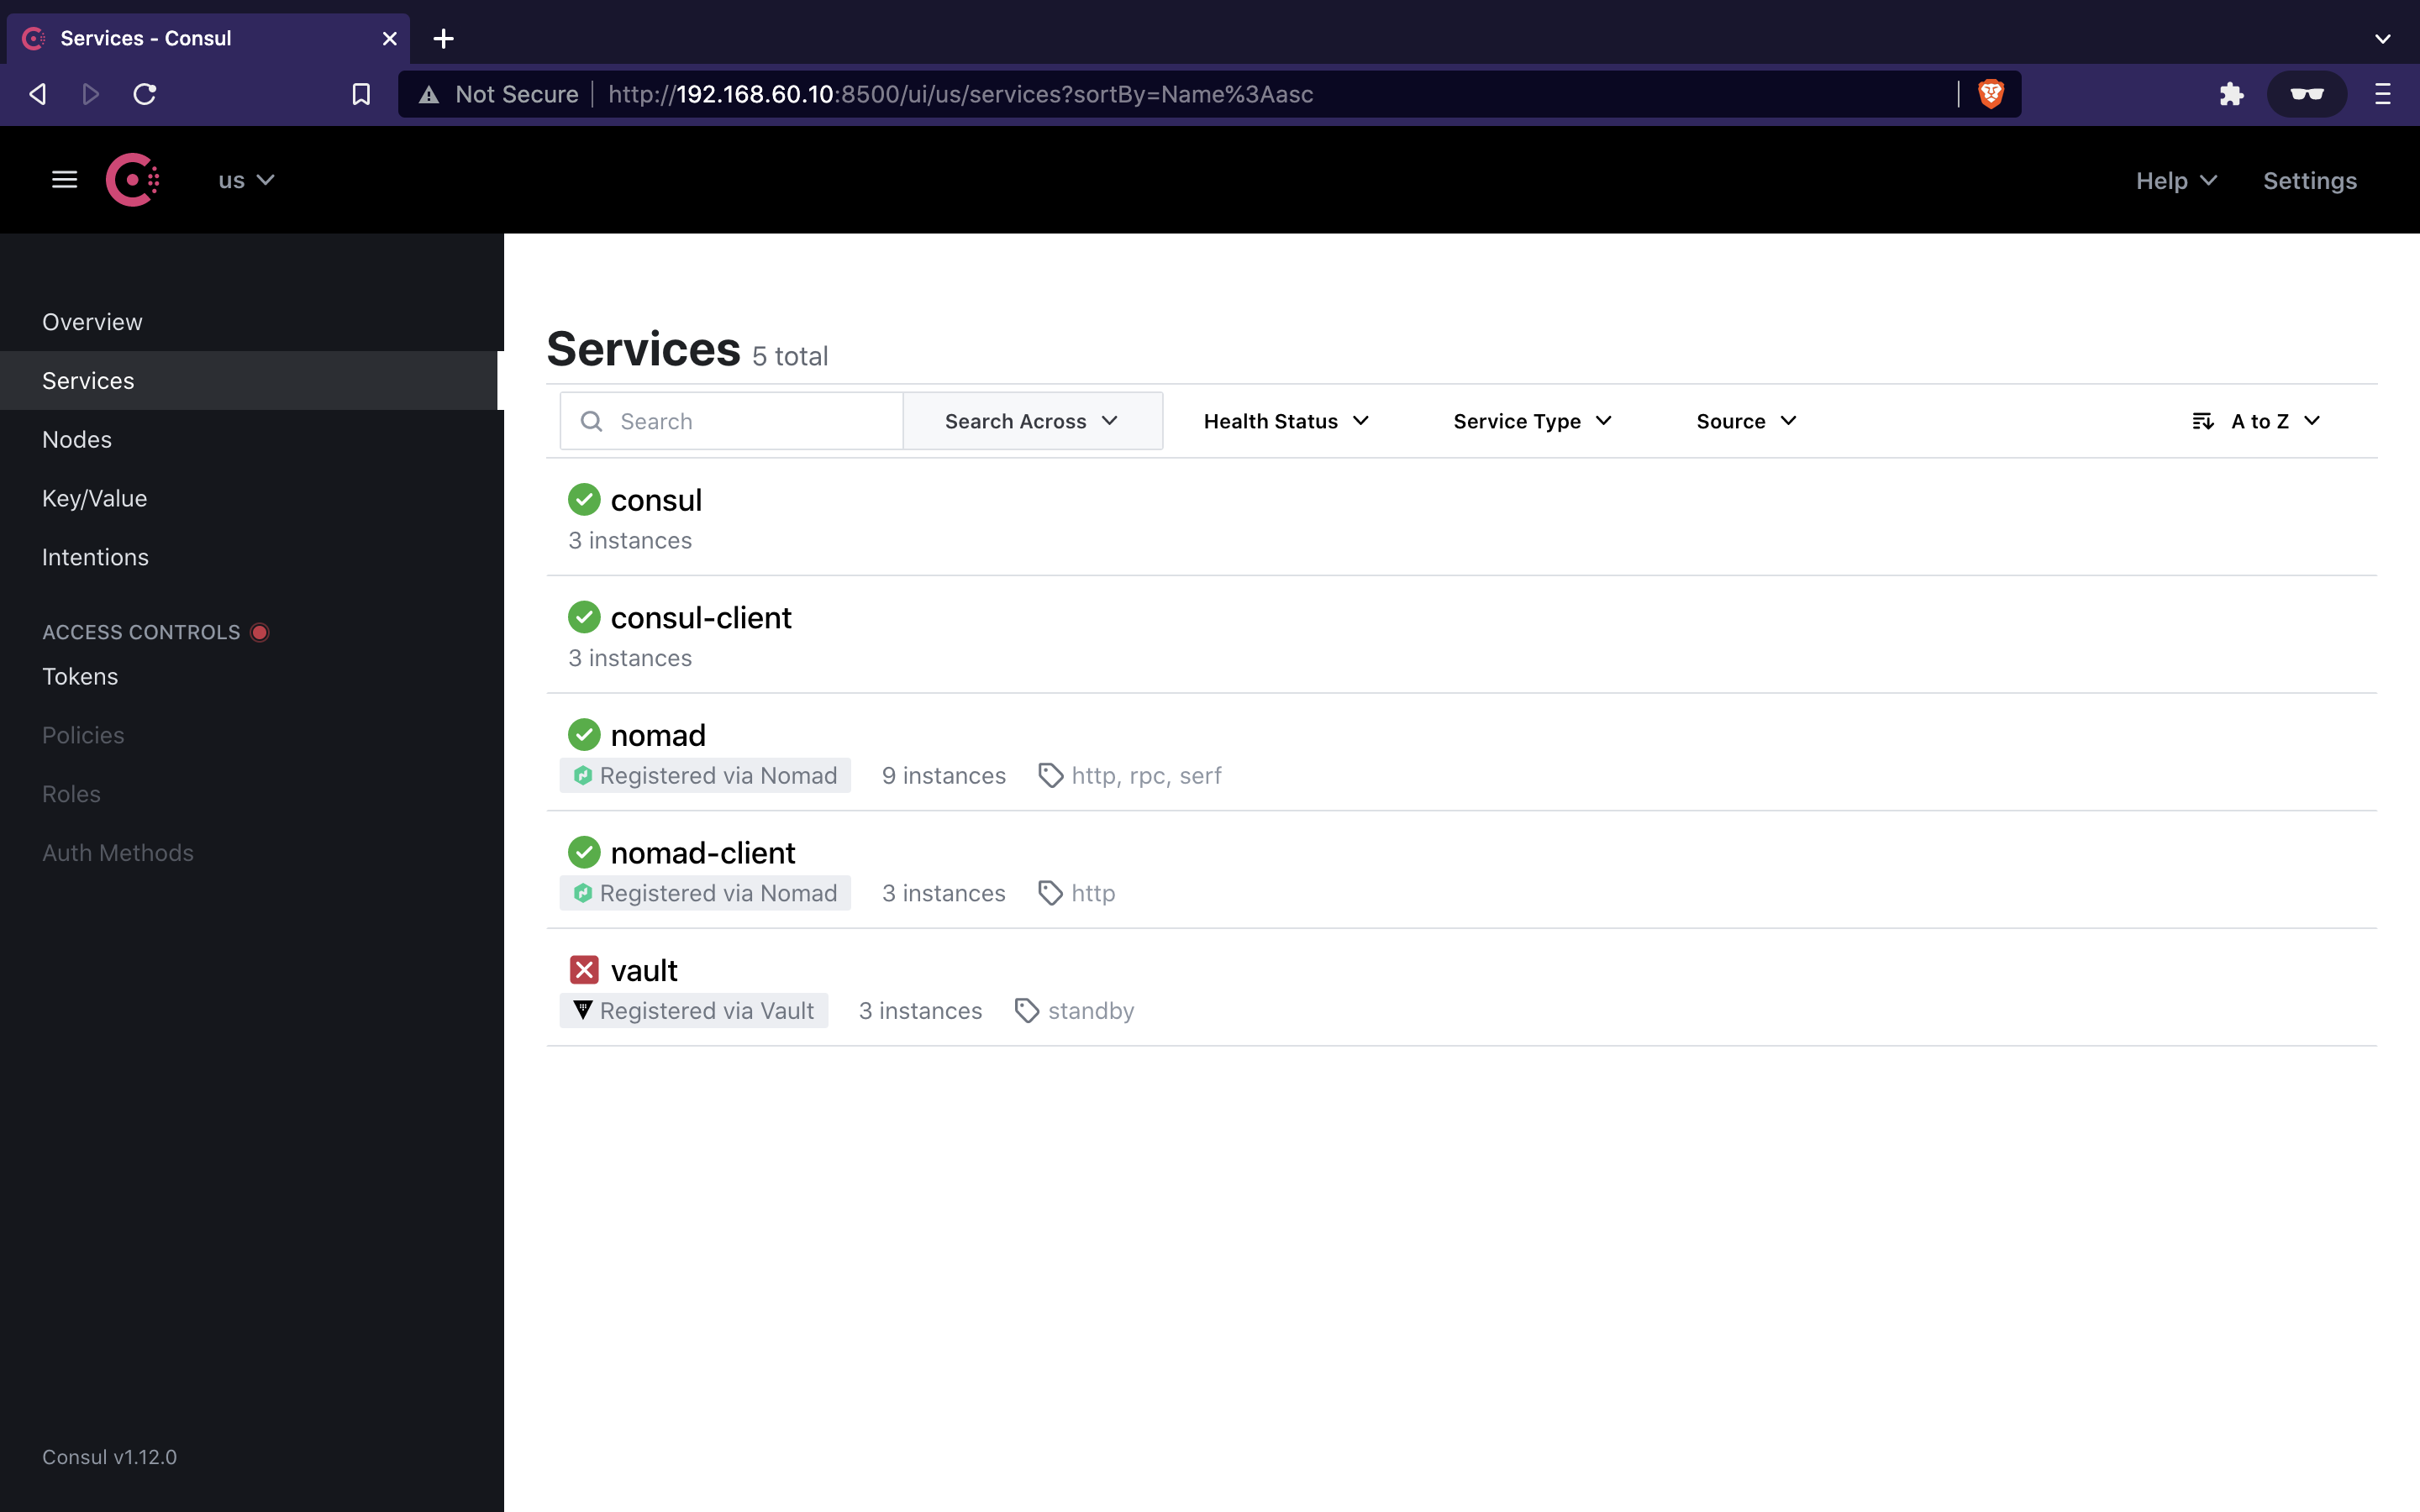 Services - Consul
Not Secure http://192.168.60.10:8500/ui/us/services?sortBy=Name%3Aasc
us
Help
Settings
Overview
Services
Nodes
Key/Value
Intentions
ACCESS CONTROLS
Tokens
Policies
Roles
Auth Methods
Consul v1.12.0
Services 5 total
Search
Search Across
Health Status
Service Type
Source
A to Z
consul
3 instances
consul-client
3 instances
nomad
Registered via Nomad 9 instances http, rpc, serf
nomad-client
Registered via Nomad 3 instances http
vault
Registered via Vault 3 instances standby